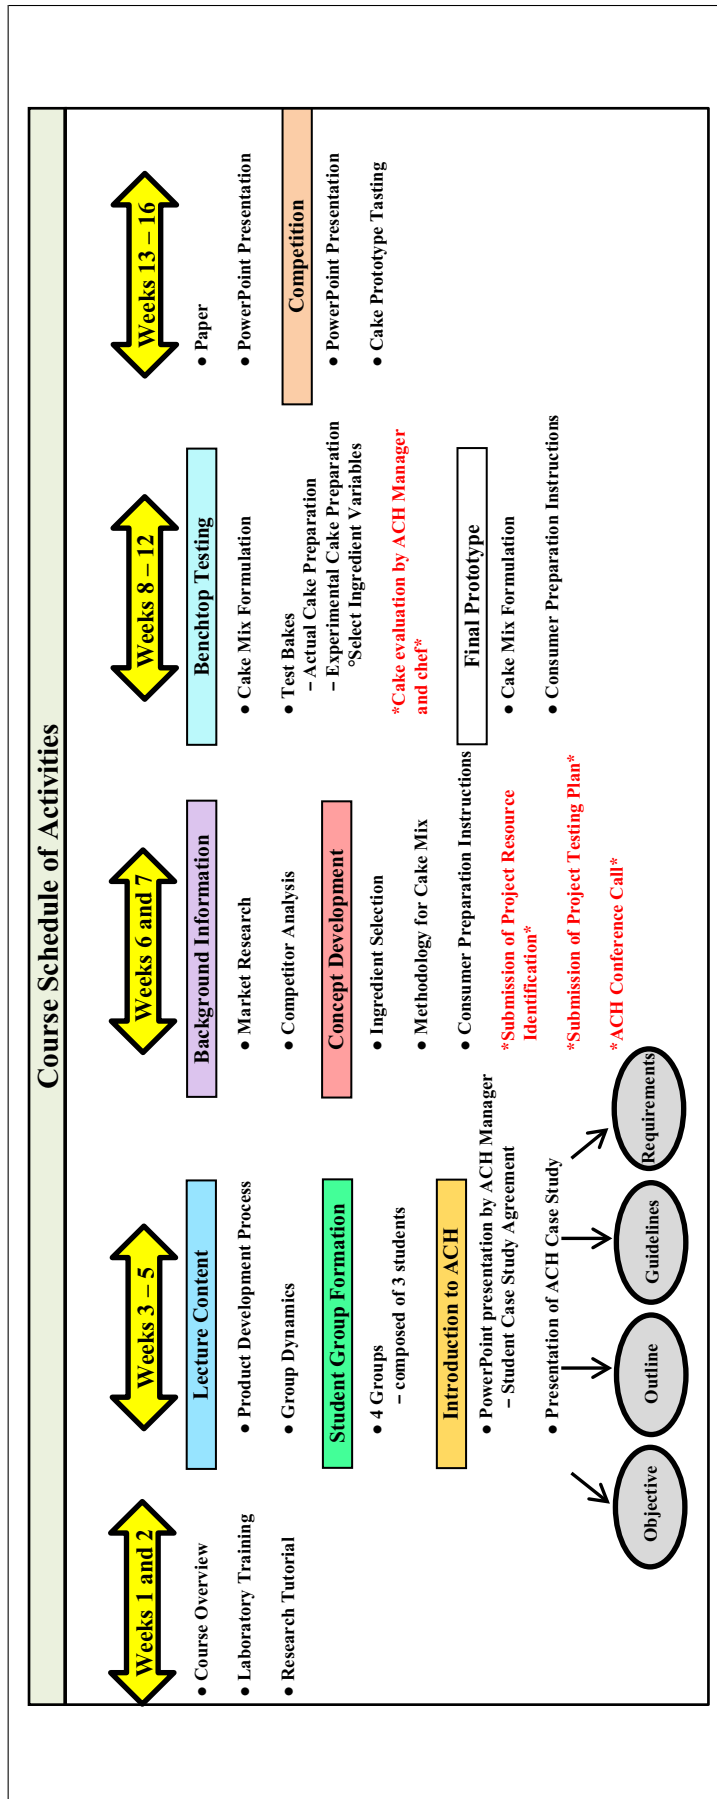 Course Schedule of Activities
Weeks 1 and 2
● Course Overview
● Laboratory Training
● Research Tutorial
Weeks 3 – 5
Lecture Content
● Product Development Process
● Group Dynamics
Student Group Formation
● 4 Groups
– composed of 3 students
Introduction to ACH
● PowerPoint presentation by ACH Manager
– Student Case Study Agreement
● Presentation of ACH Case Study
Objective
Outline
Guidelines
Requirements
Weeks 6 and 7
Background Information
● Market Research
● Competitor Analysis
Concept Development
● Ingredient Selection
● Methodology for Cake Mix
● Consumer Preparation Instructions
*Submission of Project Resource
Identification*
*Submission of Project Testing Plan*
*ACH Conference Call*
Weeks 8 – 12
Benchtop Testing
● Cake Mix Formulation
● Test Bakes
– Actual Cake Preparation
– Experimental Cake Preparation
°Select Ingredient Variables
*Cake evaluation by ACH Manager
and chef*
Final Prototype
● Cake Mix Formulation
● Consumer Preparation Instructions
Weeks 13 – 16
● Paper
● PowerPoint Presentation
Competition
● PowerPoint Presentation
● Cake Prototype Tasting